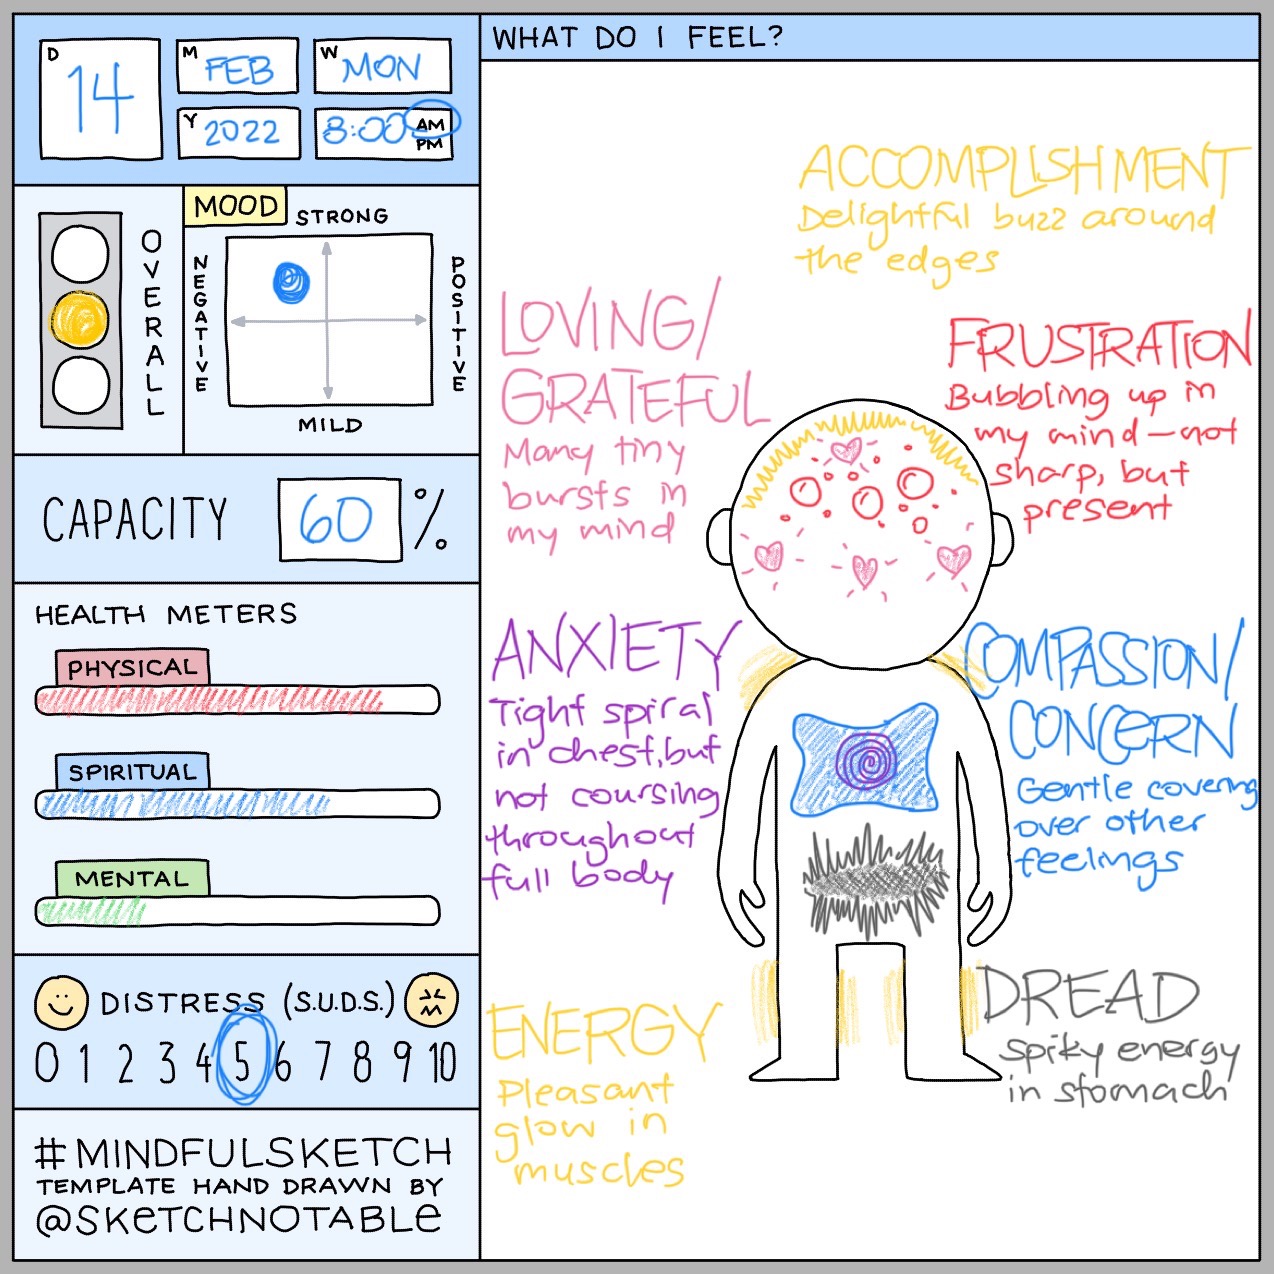 D
14
M
FEB
W
MON
Y
2022
8:00 AM
PM
OVERALL
MOOD
STRONG
NEGATIVE
POSITIVE
MILD
CAPACITY 60 %
HEALTH METERS
PHYSICAL
SPIRITUAL
MENTAL
DISTRESS (S.U.D.S.)
0 1 2 3 4 5 6 7 8 9 10
#MINDFULSKETCH
TEMPLATE HAND DRAWN BY
@SKETCHNOTABLE
WHAT DO I FEEL?
ACCOMPLISHMENT
Delightful buzz around
the edges
LOVING/
GRATEFUL
Many tiny
bursts in
my mind
FRUSTRATION
Bubbling up in
my mind—not
sharp, but
present
ANXIETY
Tight spiral
in chest, but
not coursing
throughout
full body
COMPASSION/
CONCERN
Gentle covering
over other
feelings
ENERGY
Pleasant
glow in
muscles
DREAD
Spiky energy
in stomach